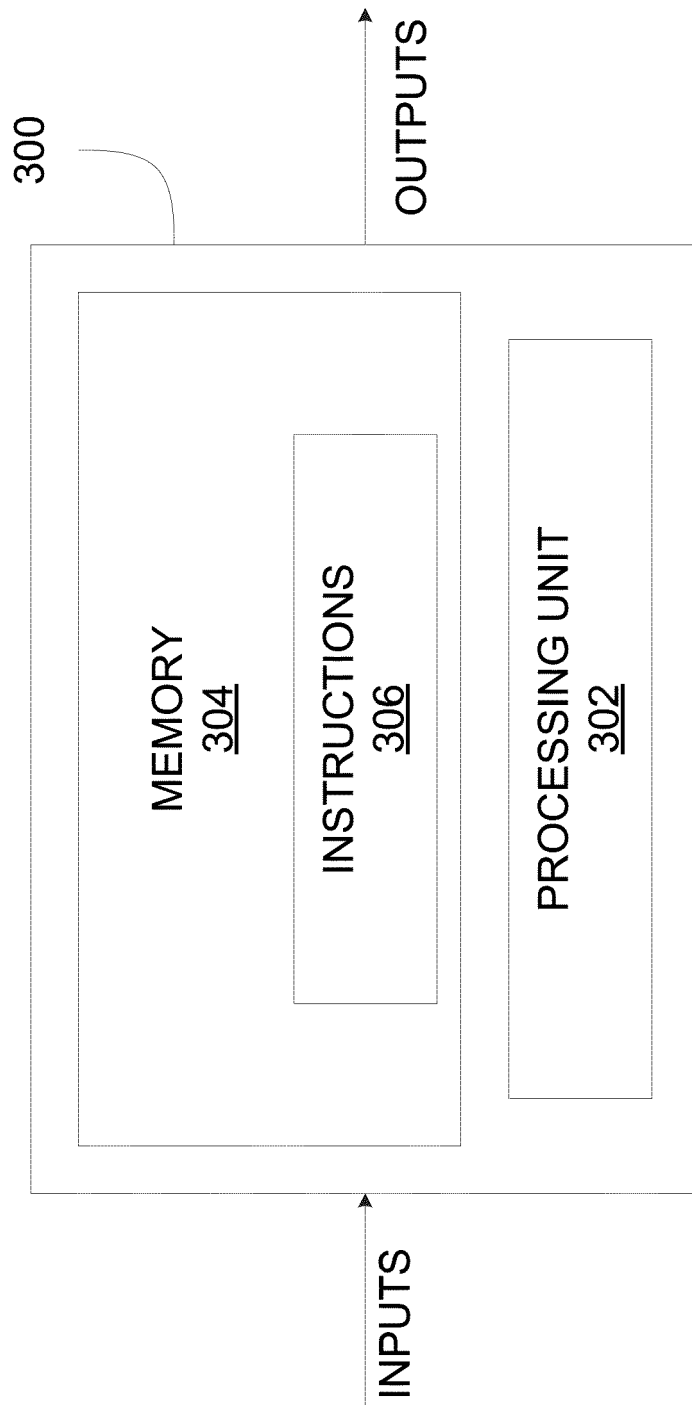 300
MEMORY
304
INSTRUCTIONS
306
PROCESSING UNIT
302
INPUTS
OUTPUTS